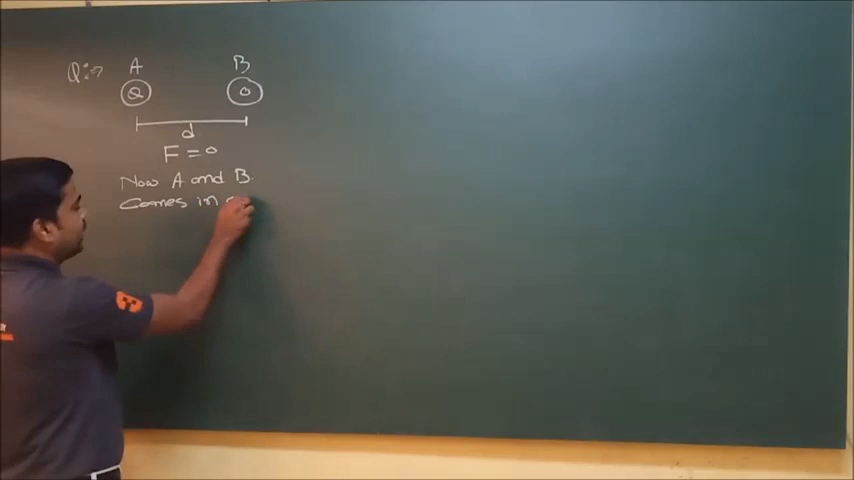 Q:→ A B
Q O
d
F = 0
Now A and B.
Comes in